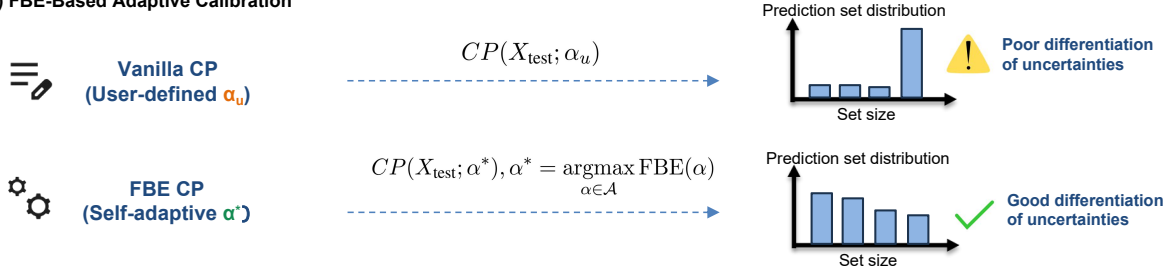 ) FBE-Based Adaptive Calibration
Prediction set distribution
Vanilla CP
(User-defined αu)
CP(Xtest; αu)
Poor differentiation
of uncertainties
Set size
FBE CP
(Self-adaptive α*)
CP(Xtest; α*), α* = argmax FBE(α)
α∈A
Prediction set distribution
Good differentiation
of uncertainties
Set size